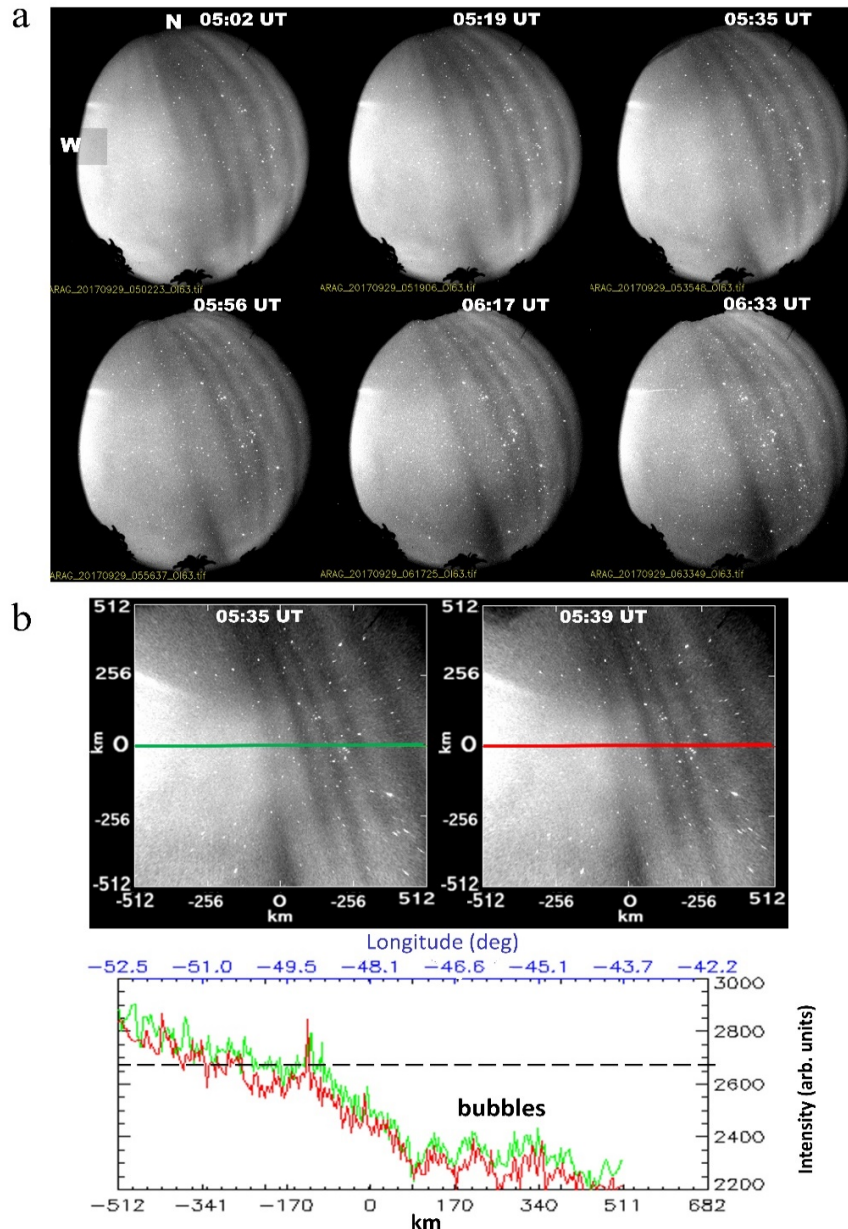 a
N 05:02 UT 05:19 UT 05:35 UT
W
ARAG_20170929_050223_OI63.tif ARAG_20170929_051906_OI63.tif ARAG_20170929_053548_OI63.tif
05:56 UT 06:17 UT 06:33 UT
ARAG_20170929_055637_OI63.tif ARAG_20170929_061725_OI63.tif ARAG_20170929_063349_OI63.tif
b
512 05:35 UT 512 05:39 UT
256 256
km 0 km 0
-256 -256
-512 -512
-512 -256 0 -256 512 -512 -256 0 -256 512
km km
Longitude (deg)
-52.5 -51.0 -49.5 -48.1 -46.6 -45.1 -43.7 -42.2
3000
2800
2600
bubbles
2400
2200
Intensity (arb. units)
-512 -341 -170 0 170 340 511 682
km